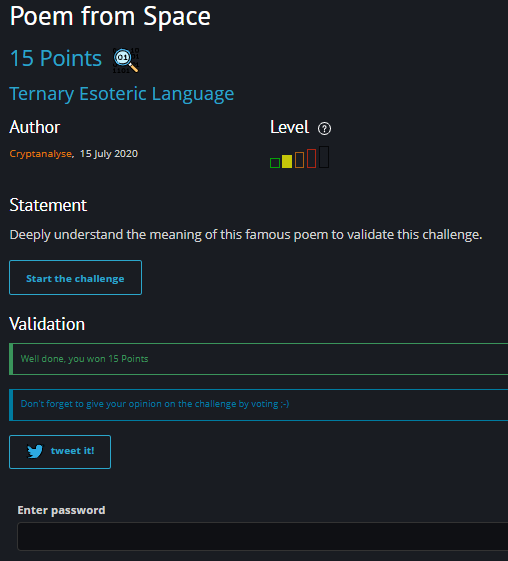 Poem from Space
15 Points
Ternary Esoteric Language
Author Level ?
Cryptanalyse, 15 July 2020
Statement
Deeply understand the meaning of this famous poem to validate this challenge.
Start the challenge
Validation
Well done, you won 15 Points
Don't forget to give your opinion on the challenge by voting ;-)
tweet it!
Enter password